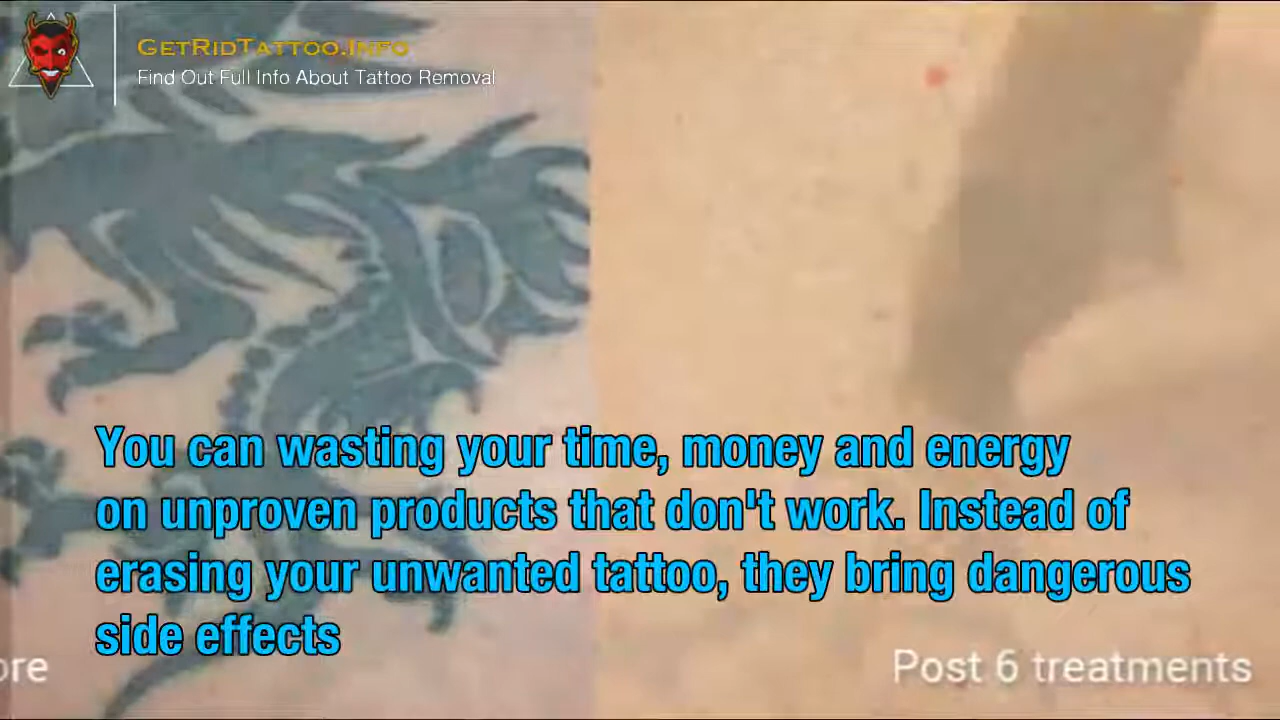 GetRidTattoo.Info
Find Out Full Info About Tattoo Removal
You can wasting your time, money and energy
on unproven products that don't work. Instead of
erasing your unwanted tattoo, they bring dangerous
side effects
ore
Post 6 treatments